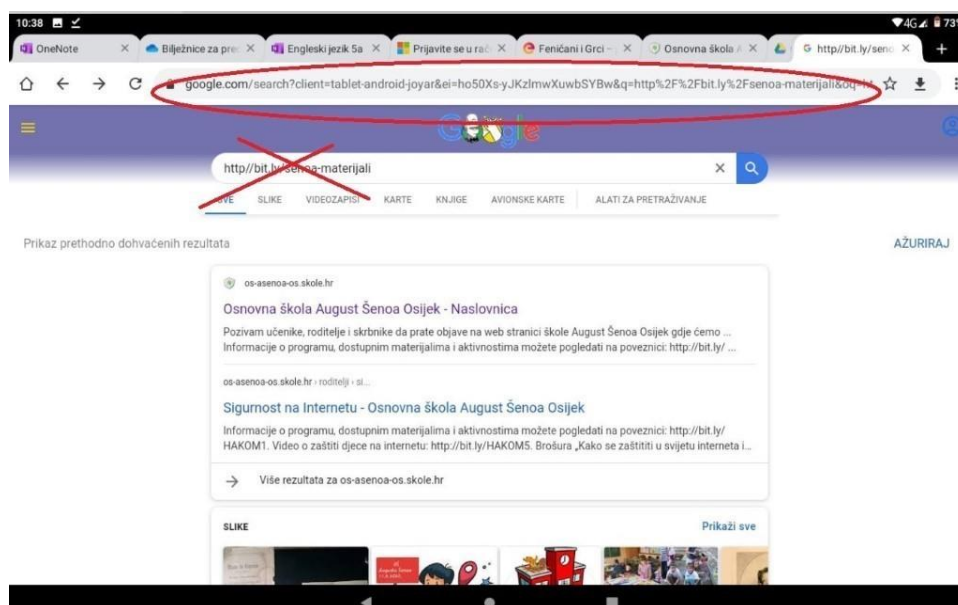 10:38 4G 73%
OneNote Bilježnice za pre Engleski jezik 5a Prijavite se u rač Feničani i Grci – Osnovna škola A http//bit.ly/seno
google.com/search?client=tablet-android-joyar&ei=ho50Xs-yJKzlmwXuwbSYBw&q=http%2F%2Fbit.ly%2Fsenoa-materijali&oq=ht
Google
http//bit.ly/senoa-materijali
SVE SLIKE VIDEOZAPISI KARTE KNJIGE AVIONSKE KARTE ALATI ZA PRETRAŽIVANJE
Prikaz prethodno dohvaćenih rezultata AŽURIRAJ
os-asenoa-os.skole.hr
Osnovna škola August Šenoa Osijek - Naslovnica
Pozivam učenike, roditelje i skrbnike da prate objave na web stranici škole August Šenoa Osijek gdje ćemo ...
Informacije o programu, dostupnim materijalima i aktivnostima možete pogledati na poveznici: http://bit.ly/ ...
os-asenoa-os.skole.hr › roditelji › si...
Sigurnost na Internetu - Osnovna škola August Šenoa Osijek
Informacije o programu, dostupnim materijalima i aktivnostima možete pogledati na poveznici: http://bit.ly/
HAKOM1. Video o zaštiti djece na internetu: http://bit.ly/HAKOM5. Brošura „Kako se zaštititi u svijetu interneta i...
Više rezultata za os-asenoa-os.skole.hr
SLIKE Prikaži sve